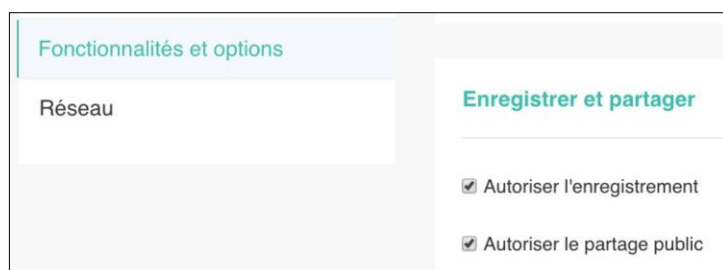 Fonctionnalités et options
Réseau
Enregistrer et partager
Autoriser l'enregistrement
Autoriser le partage public